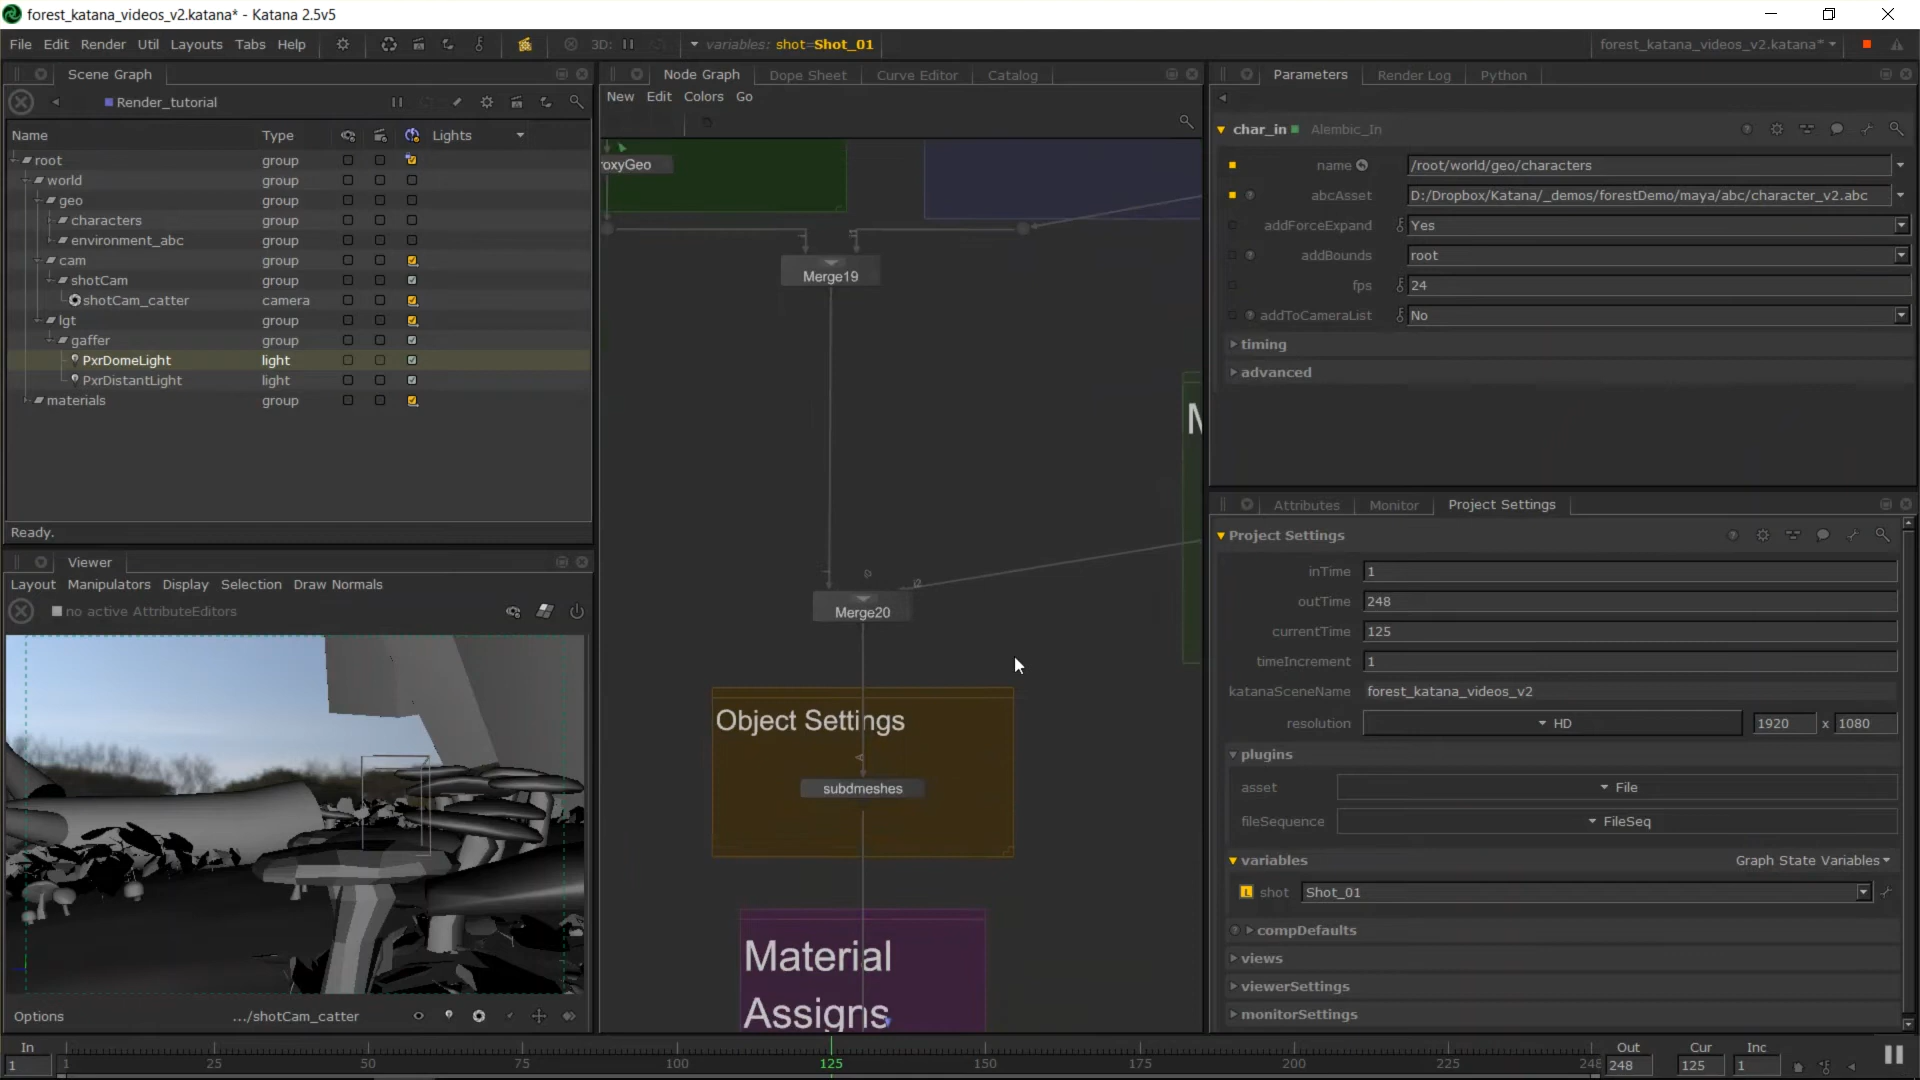 forest_katana_videos_v2.katana* - Katana 2.5v5
File Edit Render Util Layouts Tabs Help 3D: variables: shot=Shot_01 forest_katana_videos_v2.katana*
Scene Graph
Render_tutorial
Name Type Lights
root group
world group
geo group
characters group
environment_abc group
cam group
shotCam group
shotCam_catter camera
lgt group
gaffer group
PxrDomeLight light
PxrDistantLight light
materials group
Ready.
Viewer
Layout Manipulators Display Selection Draw Normals
no active AttributeEditors
Options .../shotCam_catter
Node Graph Dope Sheet Curve Editor Catalog
New Edit Colors Go
roxyGeo
Merge19
Merge20
Object Settings
subdmeshes
Material
Assigns
Parameters Render Log Python
char_in Alembic_In
name /root/world/geo/characters
abcAsset D:/Dropbox/Katana/_demos/forestDemo/maya/abc/character_v2.abc
addForceExpand Yes
addBounds root
fps 24
addToCameraList No
timing
advanced
Attributes Monitor Project Settings
Project Settings
inTime 1
outTime 248
currentTime 125
timeIncrement 1
katanaSceneName forest_katana_videos_v2
resolution HD 1920 x 1080
plugins
asset File
fileSequence FileSeq
variables Graph State Variables
L shot Shot_01
compDefaults
views
viewerSettings
monitorSettings
In Out Cur Inc
1 1 25 50 75 100 125 150 175 200 225 248 125 1